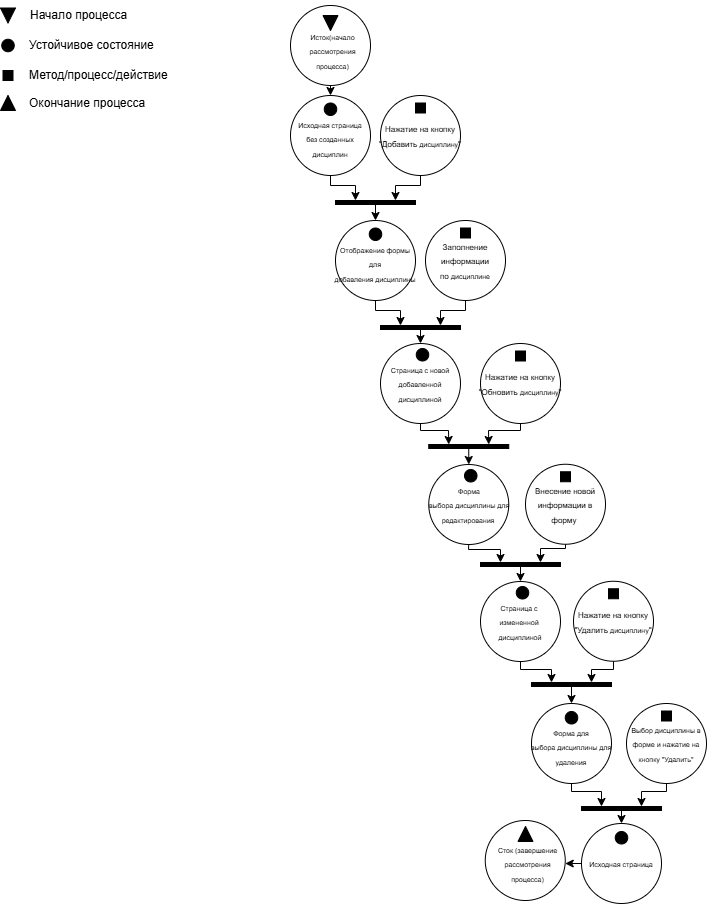 Начало процесса
Устойчивое состояние
Метод/процесс/действие
Окончание процесса
Исток(начало
рассмотрения
процесса)
Исходная страница
без созданных
дисциплин
Нажатие на кнопку
"Добавить дисциплину"
Отображение формы
для
добавления дисциплины
Заполнение
информации
по дисциплине
Страница с новой
добавленной
дисциплиной
Нажатие на кнопку
"Обновить дисциплину"
Форма
выбора дисциплины для
редактирования
Внесение новой
информации в
форму
Страница с
измененной
дисциплиной
Нажатие на кнопку
"Удалить дисциплину"
Форма для
выбора дисциплины для
удаления
Выбор дисциплины в
форме и нажатие на
кнопку "Удалить"
Сток (завершение
рассмотрения
процесса)
Исходная страница